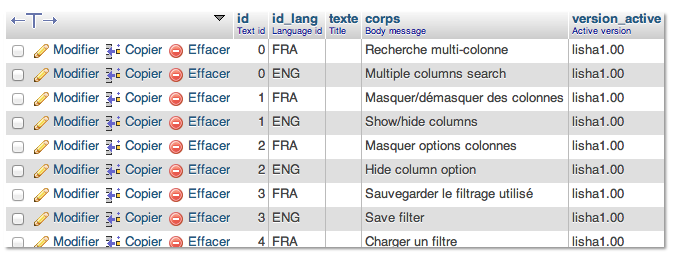 id id_lang texte corps version_active
Text id Language id Title Body message Active version
Modifier Copier Effacer 0 FRA Recherche multi-colonne lisha1.00
Modifier Copier Effacer 0 ENG Multiple columns search lisha1.00
Modifier Copier Effacer 1 FRA Masquer/démasquer des colonnes lisha1.00
Modifier Copier Effacer 1 ENG Show/hide columns lisha1.00
Modifier Copier Effacer 2 FRA Masquer options colonnes lisha1.00
Modifier Copier Effacer 2 ENG Hide column option lisha1.00
Modifier Copier Effacer 3 FRA Sauvegarder le filtrage utilisé lisha1.00
Modifier Copier Effacer 3 ENG Save filter lisha1.00
Modifier Copier Effacer 4 FRA Charger un filtre lisha1.00